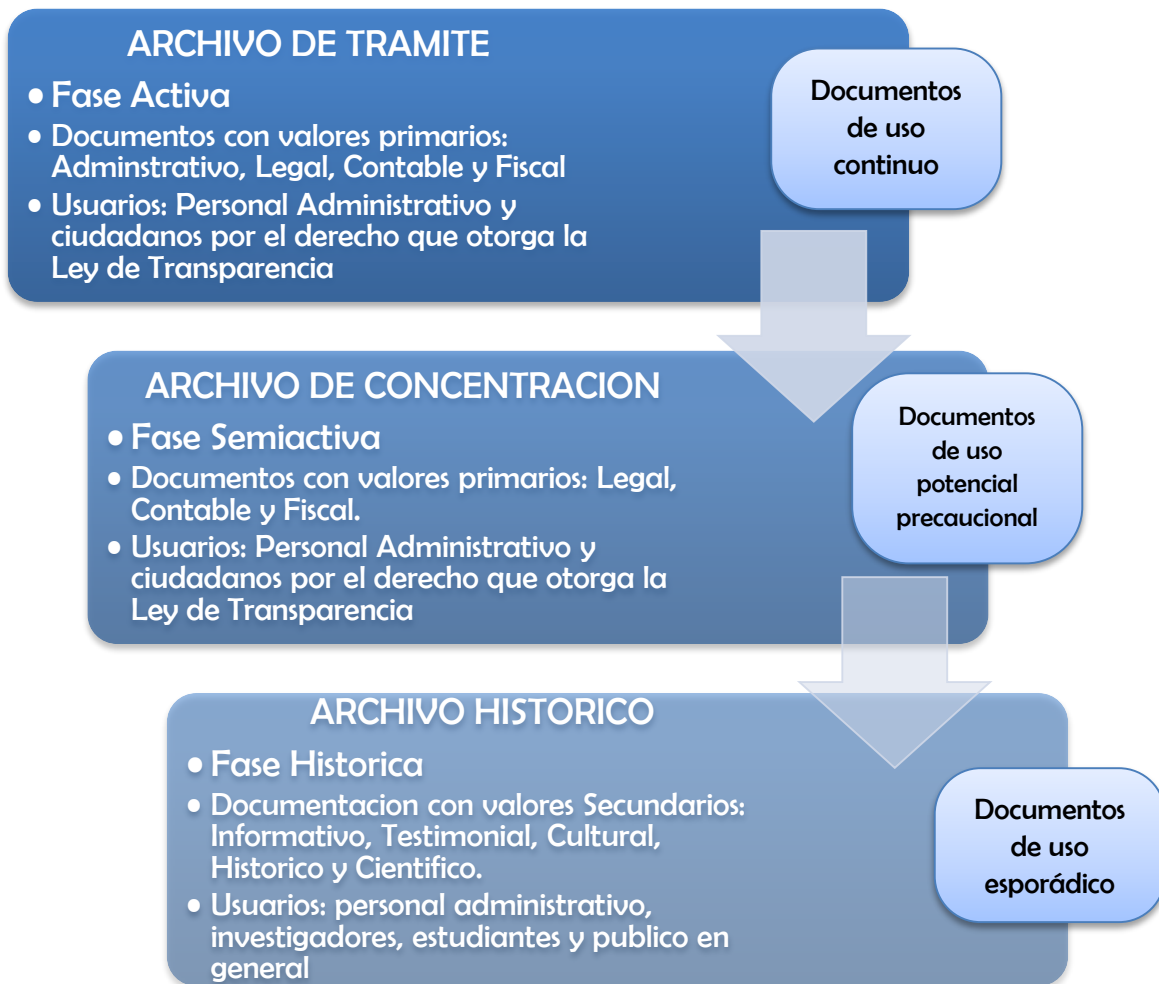 ARCHIVO DE TRAMITE
• Fase Activa
• Documentos con valores primarios:
Adminstrativo, Legal, Contable y Fiscal
• Usuarios: Personal Administrativo y
ciudadanos por el derecho que otorga la
Ley de Transparencia
Documentos
de uso
continuo
ARCHIVO DE CONCENTRACION
• Fase Semiactiva
• Documentos con valores primarios: Legal,
Contable y Fiscal.
• Usuarios: Personal Administrativo y
ciudadanos por el derecho que otorga la
Ley de Transparencia
Documentos
de uso
potencial
precaucional
ARCHIVO HISTORICO
• Fase Historica
• Documentacion con valores Secundarios:
Informativo, Testimonial, Cultural,
Historico y Cientifico.
• Usuarios: personal administrativo,
investigadores, estudiantes y publico en
general
Documentos
de uso
esporádico